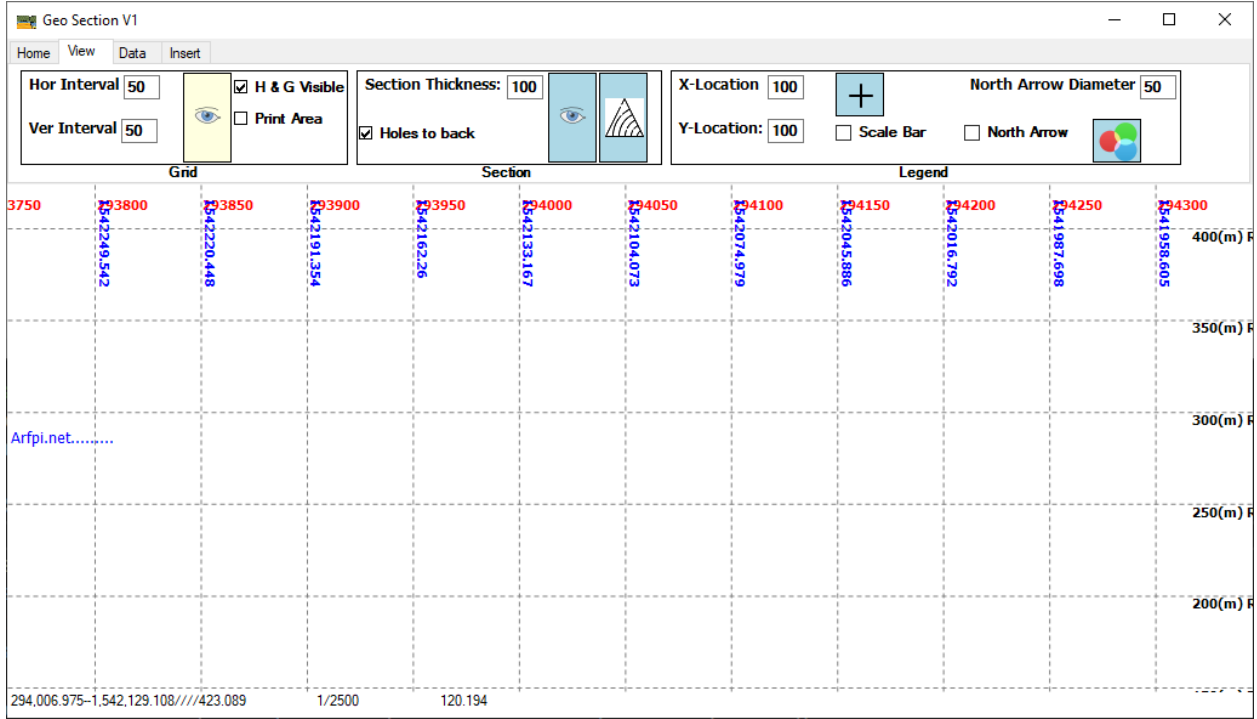 Geo Section V1
Home View Data Insert
Hor Interval 50
H & G Visible
Ver Interval 50
Print Area
Grid
Section Thickness: 100
Holes to back
Section
X-Location 100
North Arrow Diameter 50
Y-Location: 100
Scale Bar
North Arrow
Legend
3750 293800 293850 293900 293950 294000 294050 294100 294150 294200 294250 294300
1542249.542 1542220.448 1542191.354 1542162.26 1542133.167 1542104.073 1542074.979 1542045.886 1542016.792 1541987.698 1541958.605
400(m) R
350(m) R
300(m) R
Arfpi.net.........
250(m) R
200(m) R
294,006.975--1,542,129.108////423.089 1/2500 120.194